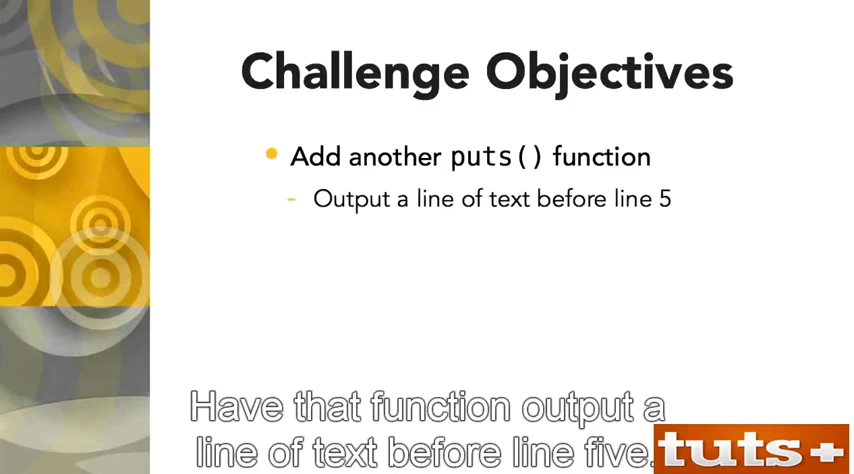 Challenge Objectives
• Add another puts() function
- Output a line of text before line 5
Have that function output a
line of text before line five.
tuts+